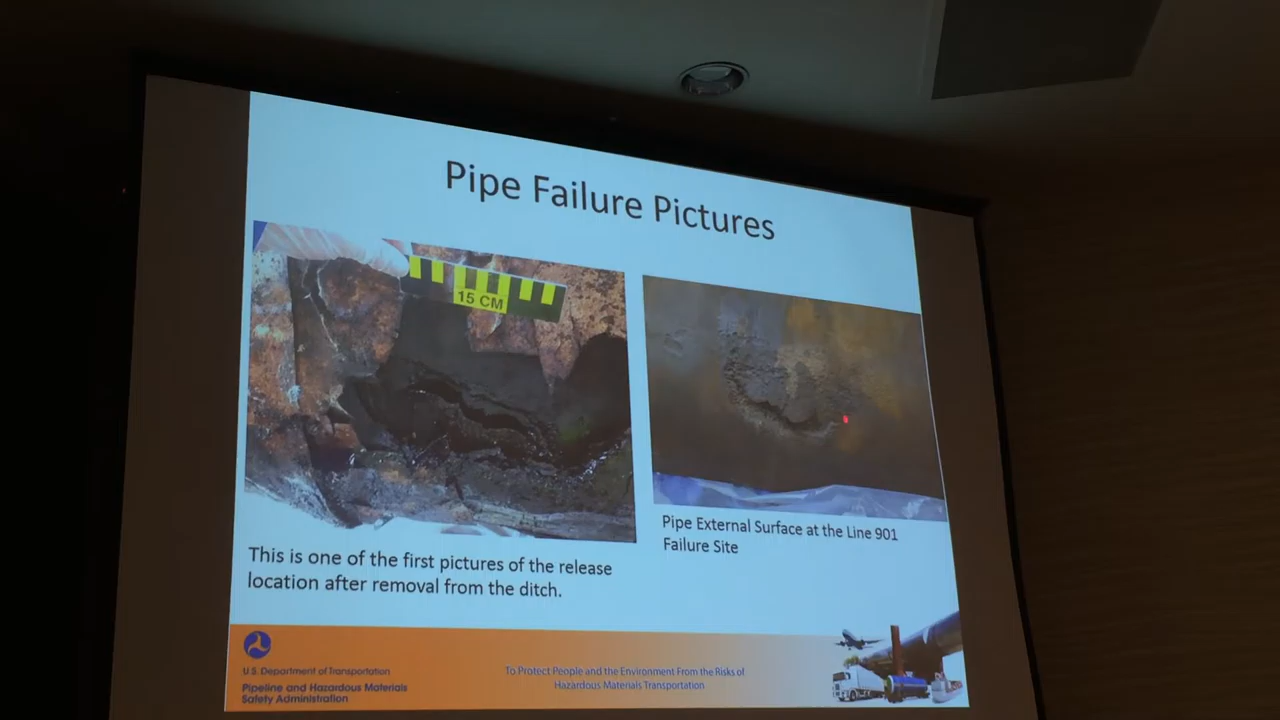 Pipe Failure Pictures
15 CM
This is one of the first pictures of the release
location after removal from the ditch.
Pipe External Surface at the Line 901
Failure Site
U.S. Department of Transportation
Pipeline and Hazardous Materials
Safety Administration
To Protect People and the Environment From the Risks of
Hazardous Materials Transportation